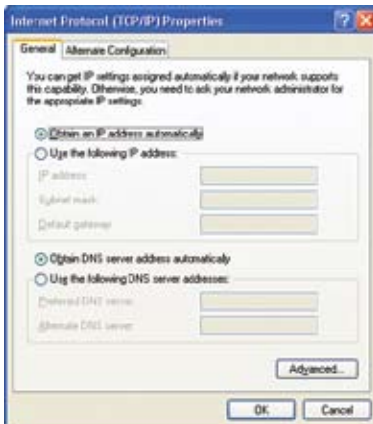 Internet Protocol (TCP/IP) Properties
General
Alternate Configuration
You can get IP settings assigned automatically if your network supports
this capability. Otherwise, you need to ask your network administrator for
the appropriate IP settings.
Obtain an IP address automatically
Use the following IP address:
IP address:
Subnet mask:
Default gateway:
Obtain DNS server address automatically
Use the following DNS server addresses:
Preferred DNS server:
Alternate DNS server:
Advanced...
OK
Cancel